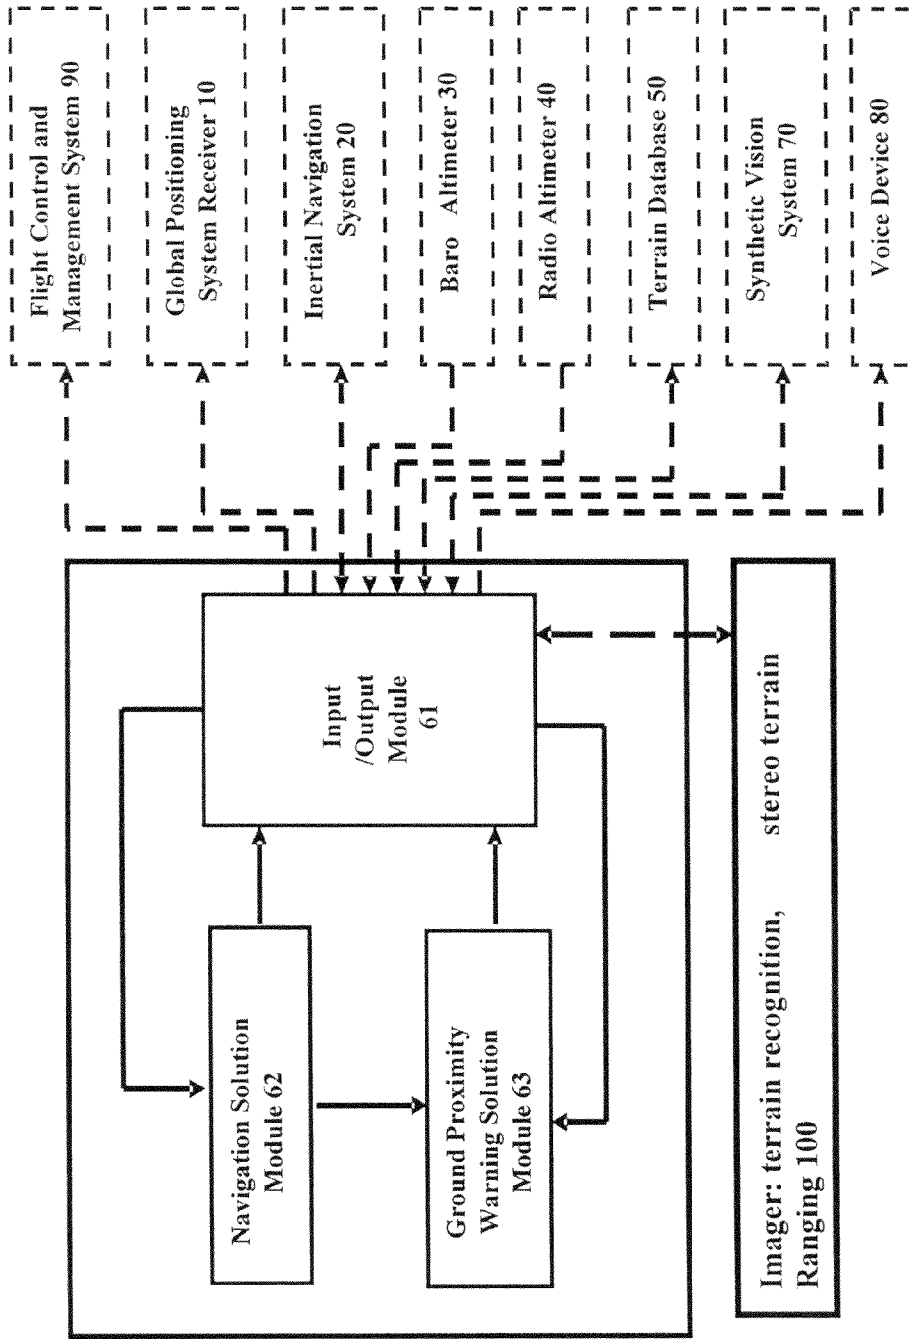 Flight Control and
Management System 90
Global Positioning
System Receiver 10
Inertial Navigation
System 20
Baro Altimeter 30
Radio Altimeter 40
Terrain Database 50
Synthetic Vision
System 70
Voice Device 80
Input
/Output
Module
61
Navigation Solution
Module 62
Ground Proximity
Warning Solution
Module 63
Imager: terrain recognition, stereo terrain
Ranging 100